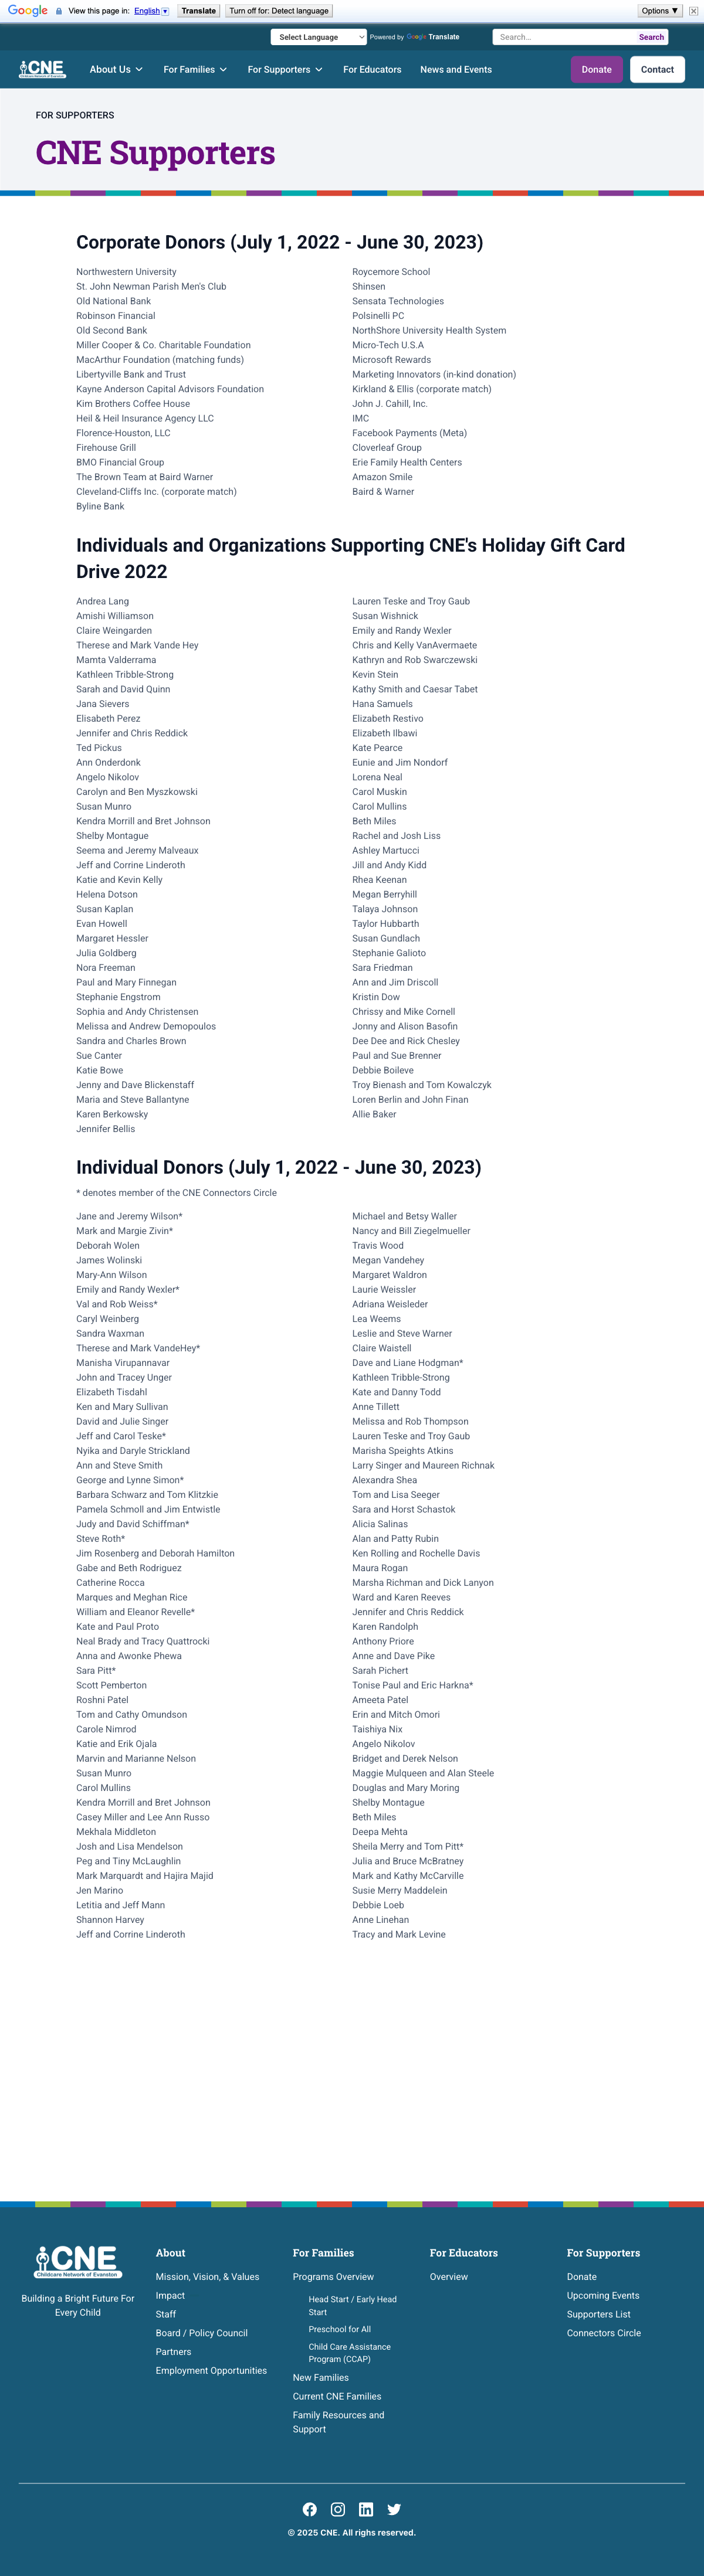 Google View this page in: English Translate Turn off for: Detect language Options ▼
Select Language Powered by Google Translate Search... Search
CNE About Us For Families For Supporters For Educators News and Events Donate Contact
FOR SUPPORTERS
CNE Supporters
Corporate Donors (July 1, 2022 - June 30, 2023)
Northwestern University
St. John Newman Parish Men's Club
Old National Bank
Robinson Financial
Old Second Bank
Miller Cooper & Co. Charitable Foundation
MacArthur Foundation (matching funds)
Libertyville Bank and Trust
Kayne Anderson Capital Advisors Foundation
Kim Brothers Coffee House
Heil & Heil Insurance Agency LLC
Florence-Houston, LLC
Firehouse Grill
BMO Financial Group
The Brown Team at Baird Warner
Cleveland-Cliffs Inc. (corporate match)
Byline Bank
Roycemore School
Shinsen
Sensata Technologies
Polsinelli PC
NorthShore University Health System
Micro-Tech U.S.A
Microsoft Rewards
Marketing Innovators (in-kind donation)
Kirkland & Ellis (corporate match)
John J. Cahill, Inc.
IMC
Facebook Payments (Meta)
Cloverleaf Group
Erie Family Health Centers
Amazon Smile
Baird & Warner
Individuals and Organizations Supporting CNE's Holiday Gift Card
Drive 2022
Andrea Lang
Amishi Williamson
Claire Weingarden
Therese and Mark Vande Hey
Mamta Valderrama
Kathleen Tribble-Strong
Sarah and David Quinn
Jana Sievers
Elisabeth Perez
Jennifer and Chris Reddick
Ted Pickus
Ann Onderdonk
Angelo Nikolov
Carolyn and Ben Myszkowski
Susan Munro
Kendra Morrill and Bret Johnson
Shelby Montague
Seema and Jeremy Malveaux
Jeff and Corrine Linderoth
Katie and Kevin Kelly
Helena Dotson
Susan Kaplan
Evan Howell
Margaret Hessler
Julia Goldberg
Nora Freeman
Paul and Mary Finnegan
Stephanie Engstrom
Sophia and Andy Christensen
Melissa and Andrew Demopoulos
Sandra and Charles Brown
Sue Canter
Katie Bowe
Jenny and Dave Blickenstaff
Maria and Steve Ballantyne
Karen Berkowsky
Jennifer Bellis
Lauren Teske and Troy Gaub
Susan Wishnick
Emily and Randy Wexler
Chris and Kelly VanAvermaete
Kathryn and Rob Swarczewski
Kevin Stein
Kathy Smith and Caesar Tabet
Hana Samuels
Elizabeth Restivo
Elizabeth Ilbawi
Kate Pearce
Eunie and Jim Nondorf
Lorena Neal
Carol Muskin
Carol Mullins
Beth Miles
Rachel and Josh Liss
Ashley Martucci
Jill and Andy Kidd
Rhea Keenan
Megan Berryhill
Talaya Johnson
Taylor Hubbarth
Susan Gundlach
Stephanie Galioto
Sara Friedman
Ann and Jim Driscoll
Kristin Dow
Chrissy and Mike Cornell
Jonny and Alison Basofin
Dee Dee and Rick Chesley
Paul and Sue Brenner
Debbie Boileve
Troy Bienash and Tom Kowalczyk
Loren Berlin and John Finan
Allie Baker
Individual Donors (July 1, 2022 - June 30, 2023)
* denotes member of the CNE Connectors Circle
Jane and Jeremy Wilson*
Mark and Margie Zivin*
Deborah Wolen
James Wolinski
Mary-Ann Wilson
Emily and Randy Wexler*
Val and Rob Weiss*
Caryl Weinberg
Sandra Waxman
Therese and Mark VandeHey*
Manisha Virupannavar
John and Tracey Unger
Elizabeth Tisdahl
Ken and Mary Sullivan
David and Julie Singer
Jeff and Carol Teske*
Nyika and Daryle Strickland
Ann and Steve Smith
George and Lynne Simon*
Barbara Schwarz and Tom Klitzkie
Pamela Schmoll and Jim Entwistle
Judy and David Schiffman*
Steve Roth*
Jim Rosenberg and Deborah Hamilton
Gabe and Beth Rodriguez
Catherine Rocca
Marques and Meghan Rice
William and Eleanor Revelle*
Kate and Paul Proto
Neal Brady and Tracy Quattrocki
Anna and Awonke Phewa
Sara Pitt*
Scott Pemberton
Roshni Patel
Tom and Cathy Omundson
Carole Nimrod
Katie and Erik Ojala
Marvin and Marianne Nelson
Susan Munro
Carol Mullins
Kendra Morrill and Bret Johnson
Casey Miller and Lee Ann Russo
Mekhala Middleton
Josh and Lisa Mendelson
Peg and Tiny McLaughlin
Mark Marquardt and Hajira Majid
Jen Marino
Letitia and Jeff Mann
Shannon Harvey
Jeff and Corrine Linderoth
Michael and Betsy Waller
Nancy and Bill Ziegelmueller
Travis Wood
Megan Vandehey
Margaret Waldron
Laurie Weissler
Adriana Weisleder
Lea Weems
Leslie and Steve Warner
Claire Waistell
Dave and Liane Hodgman*
Kathleen Tribble-Strong
Kate and Danny Todd
Anne Tillett
Melissa and Rob Thompson
Lauren Teske and Troy Gaub
Marisha Speights Atkins
Larry Singer and Maureen Richnak
Alexandra Shea
Tom and Lisa Seeger
Sara and Horst Schastok
Alicia Salinas
Alan and Patty Rubin
Ken Rolling and Rochelle Davis
Maura Rogan
Marsha Richman and Dick Lanyon
Ward and Karen Reeves
Jennifer and Chris Reddick
Karen Randolph
Anthony Priore
Anne and Dave Pike
Sarah Pichert
Tonise Paul and Eric Harkna*
Ameeta Patel
Erin and Mitch Omori
Taishiya Nix
Angelo Nikolov
Bridget and Derek Nelson
Maggie Mulqueen and Alan Steele
Douglas and Mary Moring
Shelby Montague
Beth Miles
Deepa Mehta
Sheila Merry and Tom Pitt*
Julia and Bruce McBratney
Mark and Kathy McCarville
Susie Merry Maddelein
Debbie Loeb
Anne Linehan
Tracy and Mark Levine
CNE
Childcare Network of Evanston
Building a Bright Future For
Every Child
About
Mission, Vision, & Values
Impact
Staff
Board / Policy Council
Partners
Employment Opportunities
For Families
Programs Overview
Head Start / Early Head
Start
Preschool for All
Child Care Assistance
Program (CCAP)
New Families
Current CNE Families
Family Resources and
Support
For Educators
Overview
For Supporters
Donate
Upcoming Events
Supporters List
Connectors Circle
© 2025 CNE. All righs reserved.